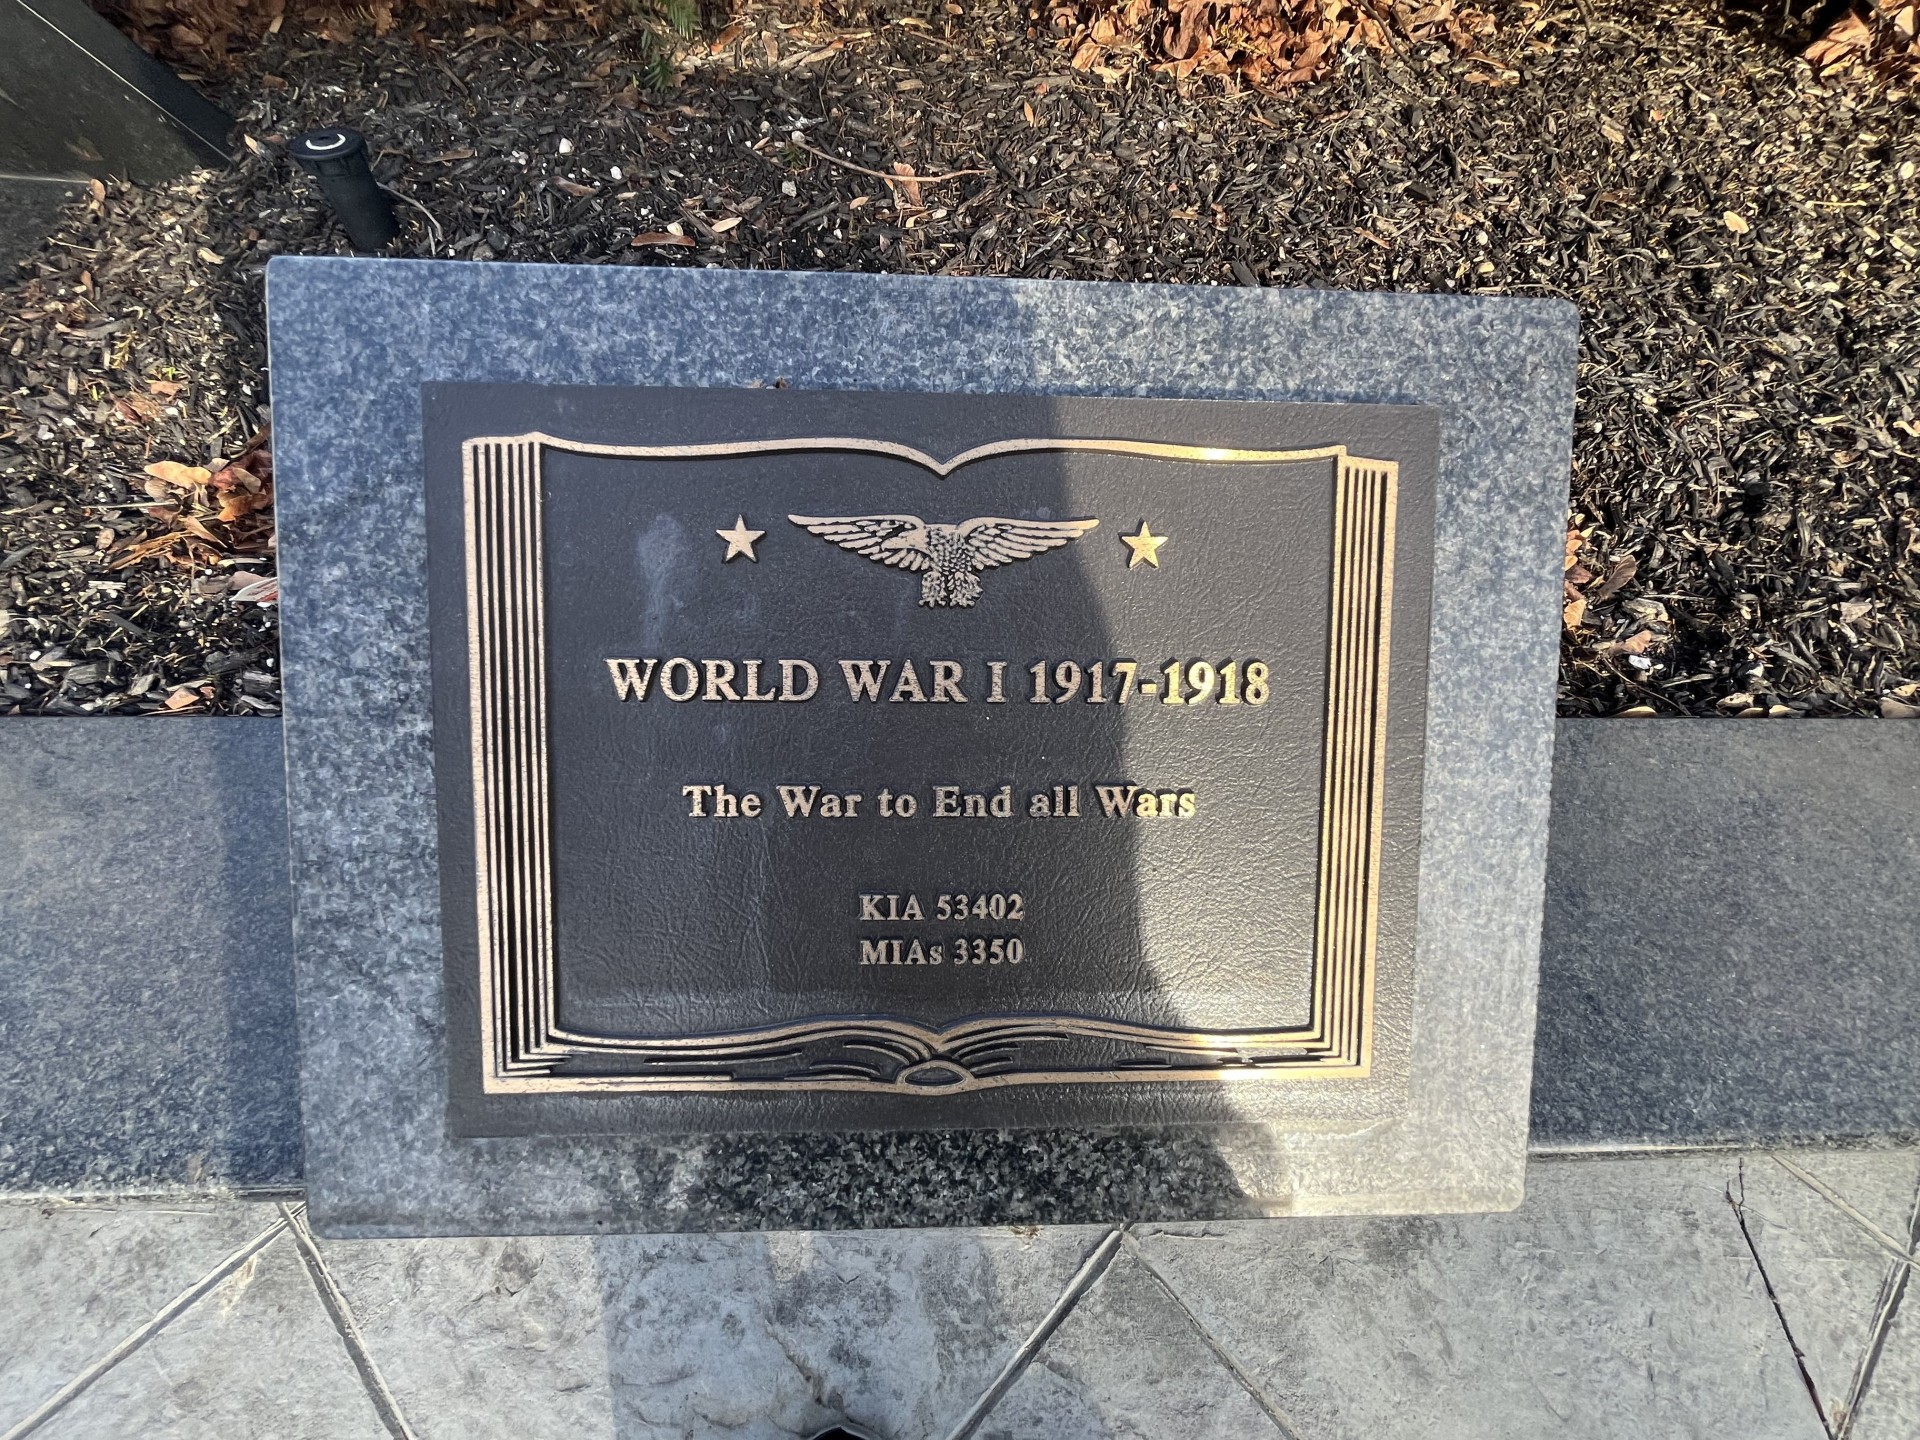 WORLD WAR I 1917-1918
The War to End all Wars
KIA 53402
MIAs 3350